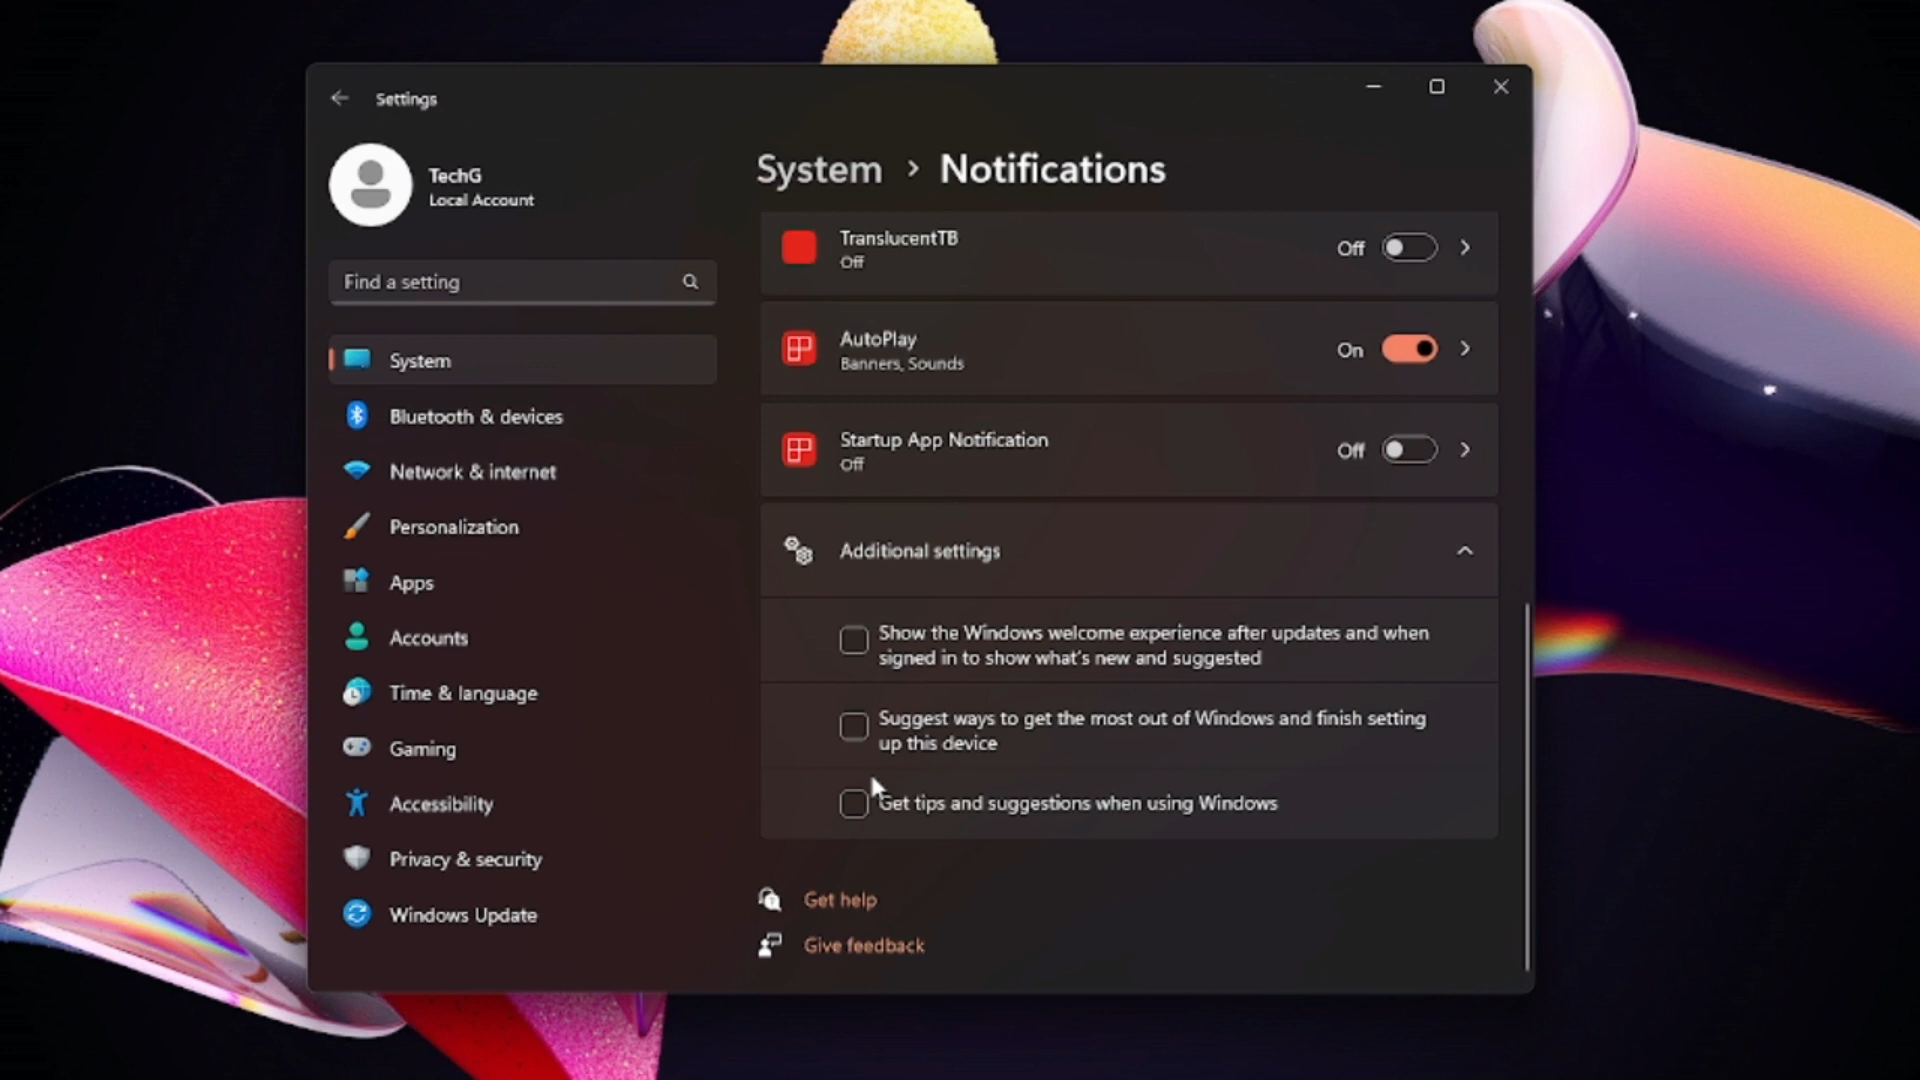 Settings
TechG
Local Account
Find a setting
System
Bluetooth & devices
Network & internet
Personalization
Apps
Accounts
Time & language
Gaming
Accessibility
Privacy & security
Windows Update
System > Notifications
TranslucentTB
Off
Off
AutoPlay
Banners, Sounds
On
Startup App Notification
Off
Off
Additional settings
Show the Windows welcome experience after updates and when
signed in to show what's new and suggested
Suggest ways to get the most out of Windows and finish setting
up this device
Get tips and suggestions when using Windows
Get help
Give feedback